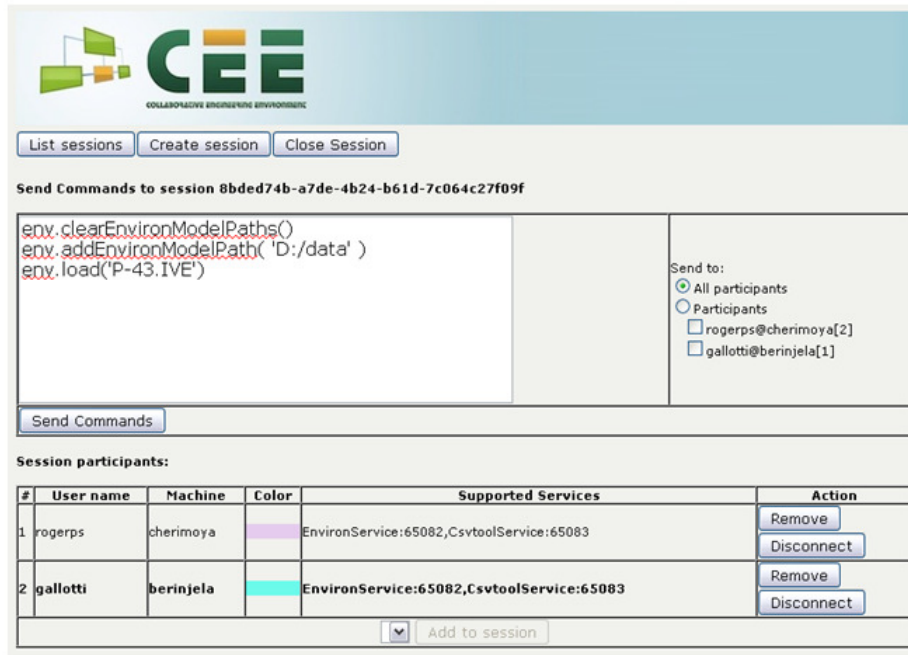 CEE
COLLABORATIVE ENGINEERING ENVIRONMENT
List sessions Create session Close Session
Send Commands to session 8bded74b-a7de-4b24-b61d-7c064c27f09f
env.clearEnvironModelPaths()
env.addEnvironModelPath( 'D:/data' )
env.load('P-43.IVE')
Send to:
All participants
Participants
rogerps@cherimoya[2]
gallotti@berinjela[1]
Send Commands
Session participants:
# User name Machine Color Supported Services Action
1 rogerps cherimoya EnvironService:65082,CsvtoolService:65083 Remove
Disconnect
2 gallotti berinjela EnvironService:65082,CsvtoolService:65083 Remove
Disconnect
Add to session